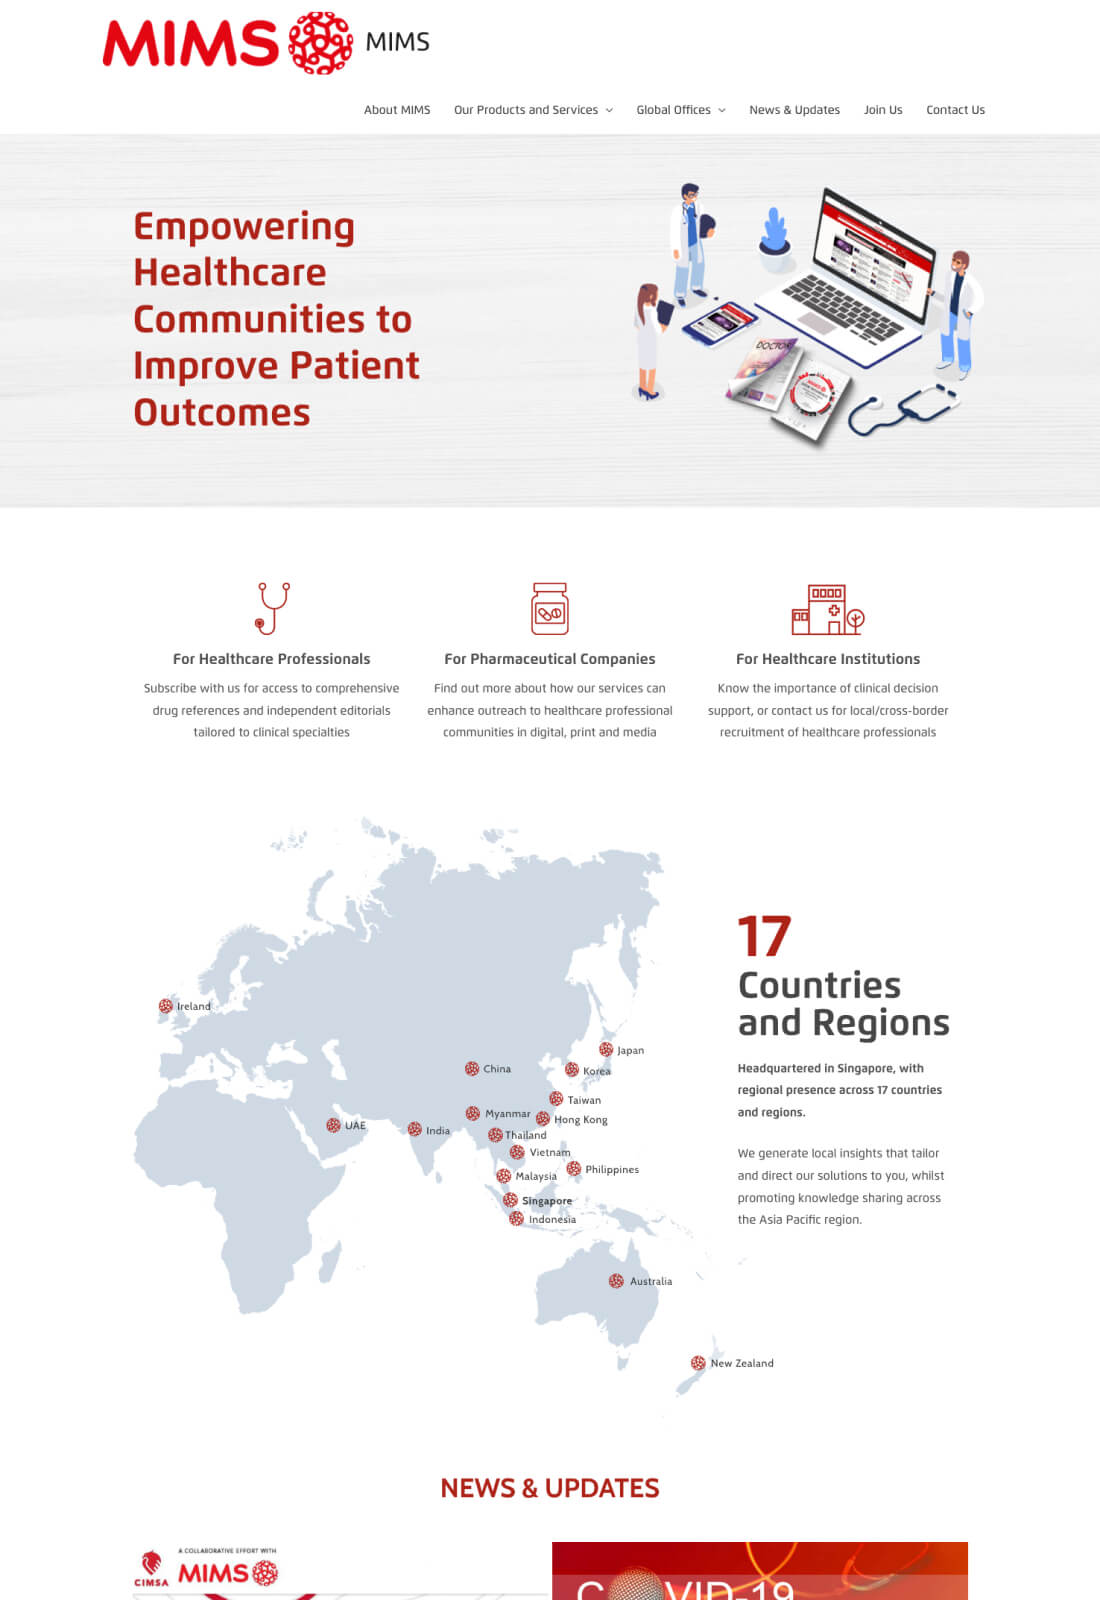 MIMS MIMS
About MIMS Our Products and Services Global Offices News & Updates Join Us Contact Us
Empowering
Healthcare
Communities to
Improve Patient
Outcomes
DOCTOR
For Healthcare Professionals
Subscribe with us for access to comprehensive
drug references and independent editorials
tailored to clinical specialties
For Pharmaceutical Companies
Find out more about how our services can
enhance outreach to healthcare professional
communities in digital, print and media
For Healthcare Institutions
Know the importance of clinical decision
support, or contact us for local/cross-border
recruitment of healthcare professionals
Ireland
Japan
China
Korea
Taiwan
Myanmar
Hong Kong
UAE
India
Thailand
Vietnam
Philippines
Malaysia
Singapore
Indonesia
Australia
New Zealand
17
Countries
and Regions
Headquartered in Singapore, with
regional presence across 17 countries
and regions.
We generate local insights that tailor
and direct our solutions to you, whilst
promoting knowledge sharing across
the Asia Pacific region.
NEWS & UPDATES
CIMSA
A COLLABORATIVE EFFORT WITH
MIMS
COVID-19